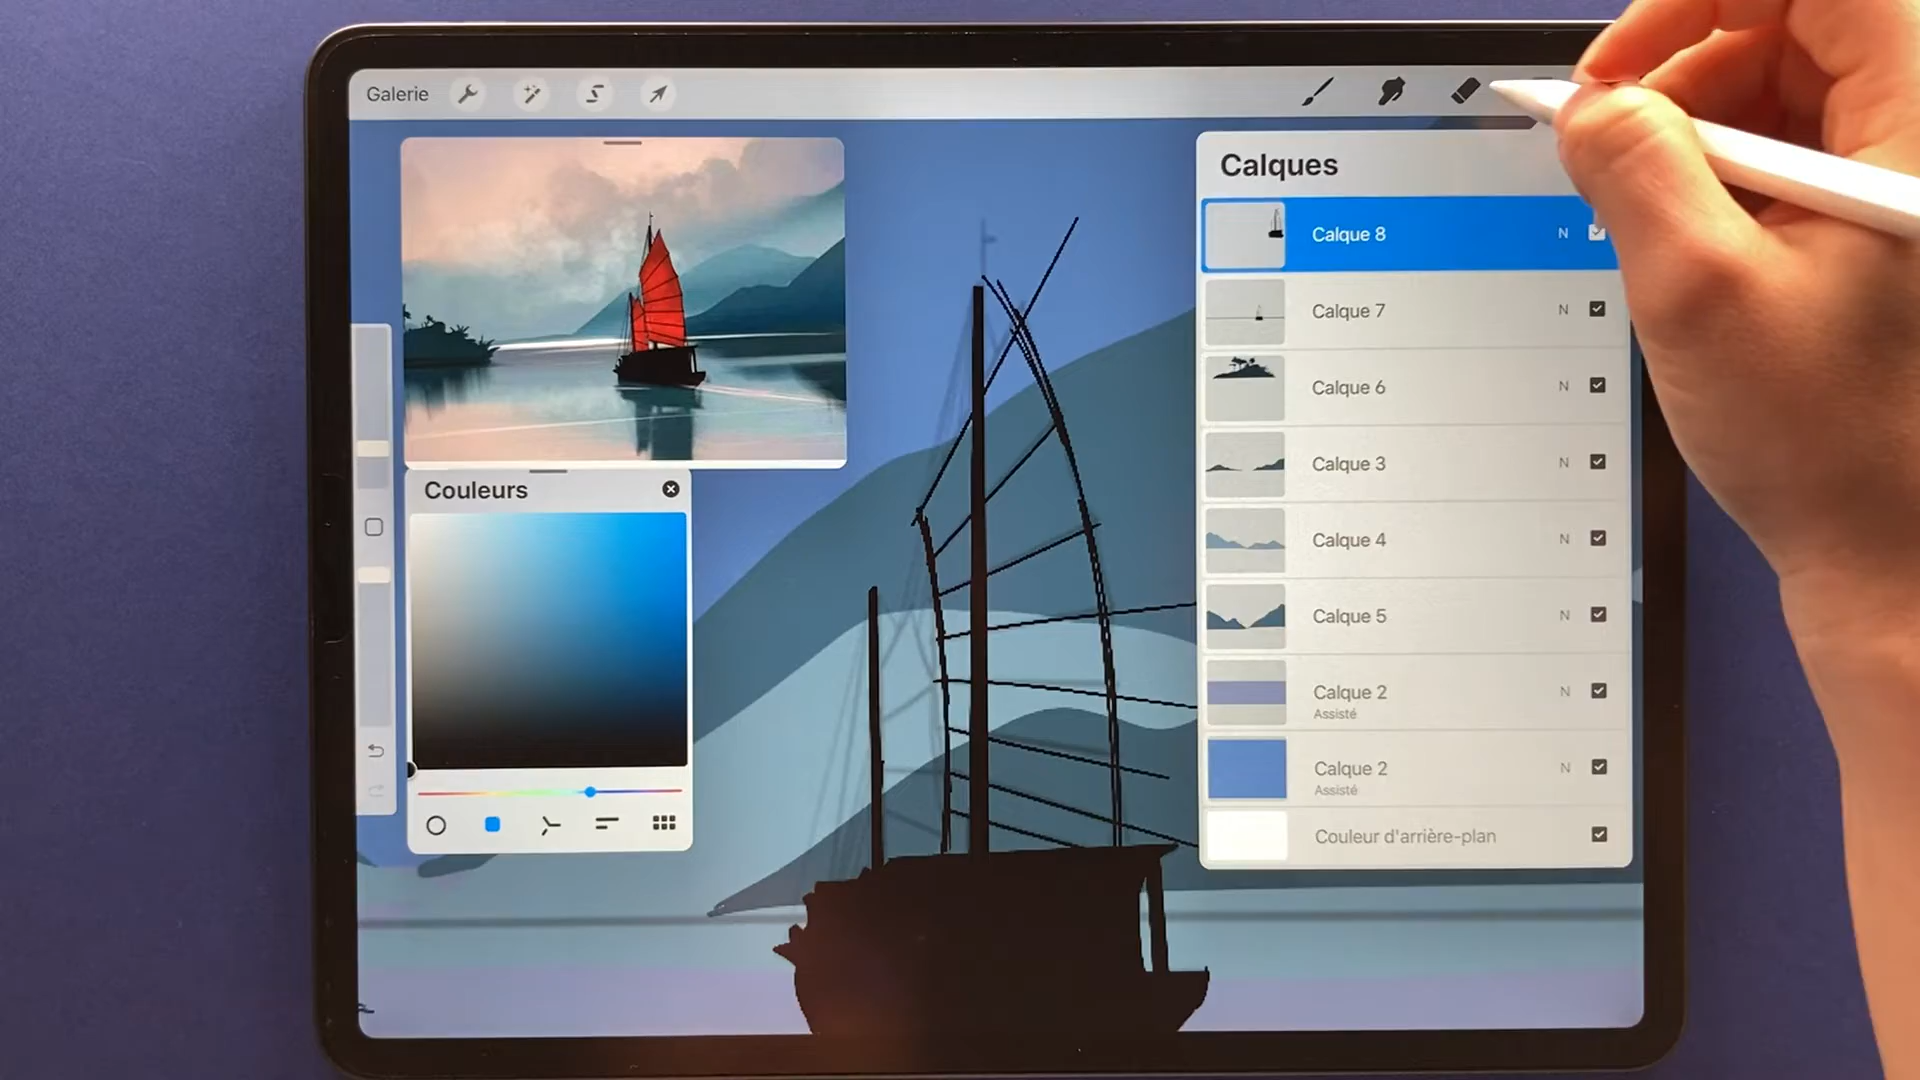 Galerie
Calques
Calque 8 N
Calque 7 N
Calque 6 N
Calque 3 N
Calque 4 N
Calque 5 N
Calque 2 N
Assisté
Calque 2 N
Assisté
Couleur d'arrière-plan
Couleurs